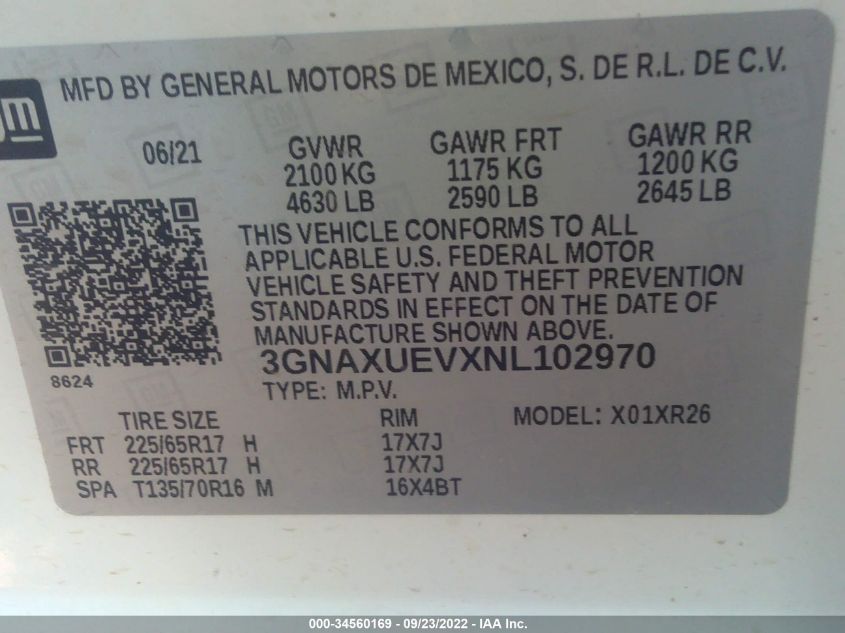 MFD BY GENERAL MOTORS DE MEXICO, S. DE R.L. DE C.V.
gm
06/21
GVWR GAWR FRT GAWR RR
2100 KG 1175 KG 1200 KG
4630 LB 2590 LB 2645 LB
THIS VEHICLE CONFORMS TO ALL
APPLICABLE U.S. FEDERAL MOTOR
VEHICLE SAFETY AND THEFT PREVENTION
STANDARDS IN EFFECT ON THE DATE OF
MANUFACTURE SHOWN ABOVE.
8624
3GNAXUEVXNL102970
TYPE: M.P.V.
TIRE SIZE RIM MODEL: X01XR26
FRT 225/65R17 H 17X7J
RR 225/65R17 H 17X7J
SPA T135/70R16 M 16X4BT
000-34560169 - 09/23/2022 - IAA Inc.